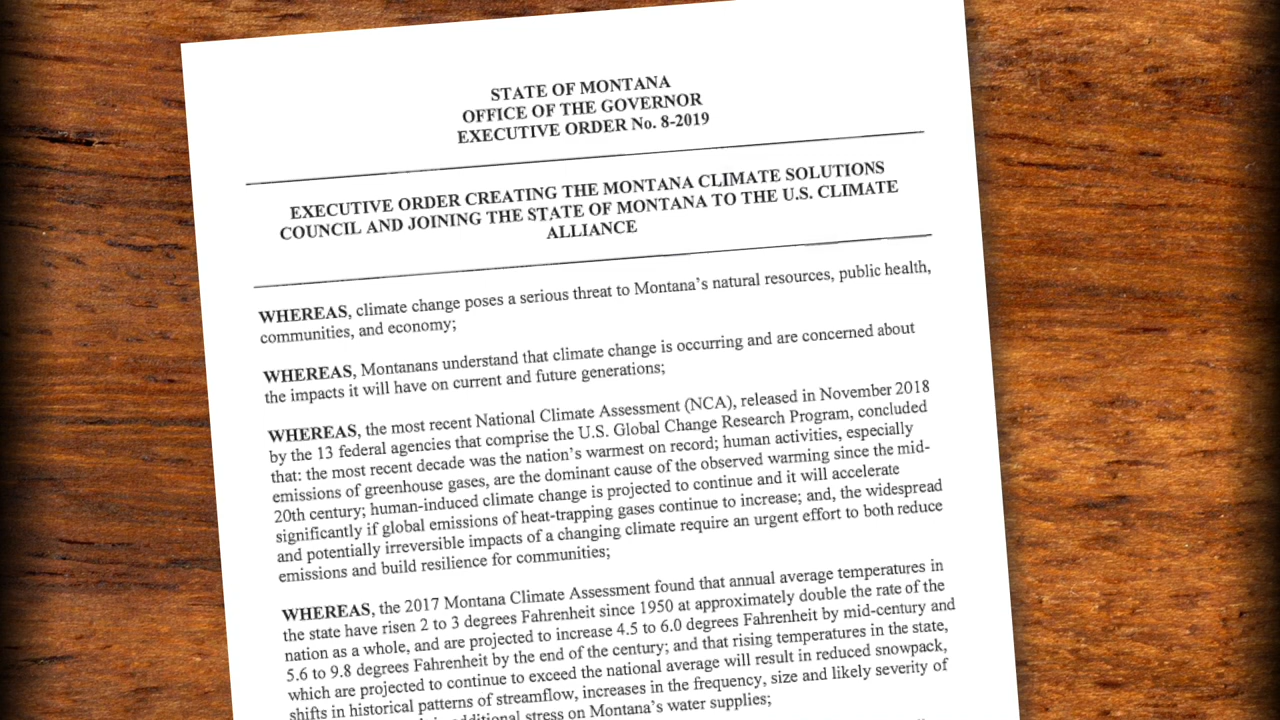 STATE OF MONTANA
OFFICE OF THE GOVERNOR
EXECUTIVE ORDER No. 8-2019
EXECUTIVE ORDER CREATING THE MONTANA CLIMATE SOLUTIONS
COUNCIL AND JOINING THE STATE OF MONTANA TO THE U.S. CLIMATE
ALLIANCE
WHEREAS, climate change poses a serious threat to Montana's natural resources, public health,
communities, and economy;
WHEREAS, Montanans understand that climate change is occurring and are concerned about
the impacts it will have on current and future generations;
WHEREAS, the most recent National Climate Assessment (NCA), released in November 2018
by the 13 federal agencies that comprise the U.S. Global Change Research Program, concluded
that: the most recent decade was the nation's warmest on record; human activities, especially
emissions of greenhouse gases, are the dominant cause of the observed warming since the mid-
20th century; human-induced climate change is projected to continue and it will accelerate
significantly if global emissions of heat-trapping gases continue to increase; and, the widespread
and potentially irreversible impacts of a changing climate require an urgent effort to both reduce
emissions and build resilience for communities;
WHEREAS, the 2017 Montana Climate Assessment found that annual average temperatures in
the state have risen 2 to 3 degrees Fahrenheit since 1950 at approximately double the rate of the
nation as a whole, and are projected to increase 4.5 to 6.0 degrees Fahrenheit by mid-century and
5.6 to 9.8 degrees Fahrenheit by the end of the century; and that rising temperatures in the state,
which are projected to continue to exceed the national average will result in reduced snowpack,
shifts in historical patterns of streamflow, increases in the frequency, size and likely severity of
additional stress on Montana's water supplies;